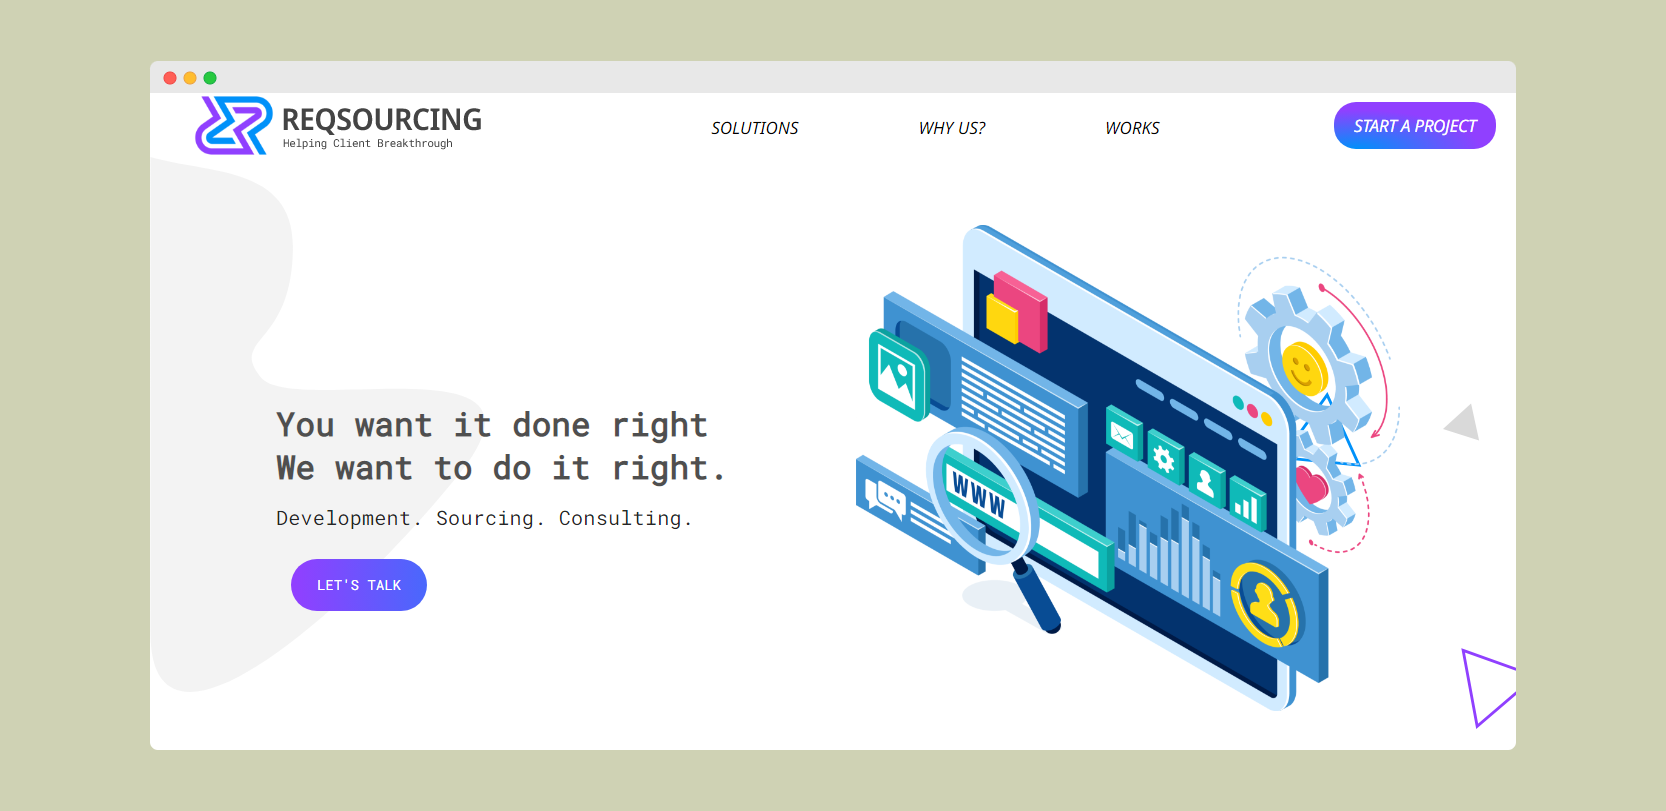 REQSOURCING
Helping Client Breakthrough
SOLUTIONS
WHY US?
WORKS
START A PROJECT
You want it done right
We want to do it right.
Development. Sourcing. Consulting.
LET'S TALK
WWW